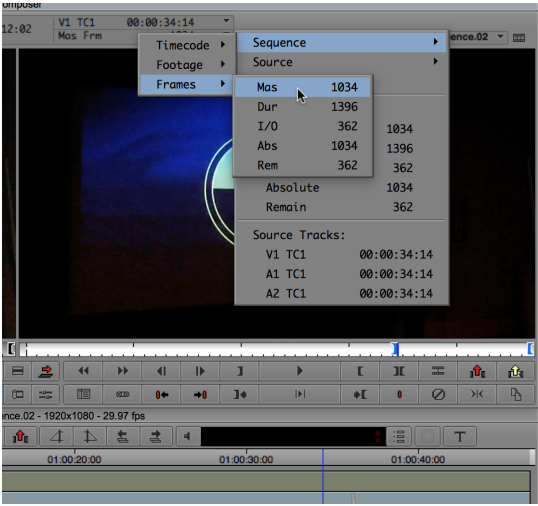 omposer
12:02
V1 TC1 00:00:34:14
Mas Frm
ence.02
Timecode
Footage
Frames
Sequence
Source
Mas 1034
Dur 1396
I/O 362
Abs 1034
Rem 362
1034
1396
362
Absolute 1034
Remain 362
Source Tracks:
V1 TC1 00:00:34:14
A1 TC1 00:00:34:14
A2 TC1 00:00:34:14
ence.02 - 1920x1080 - 29.97 fps
T
01:00:20:00 01:00:30:00 01:00:40:00